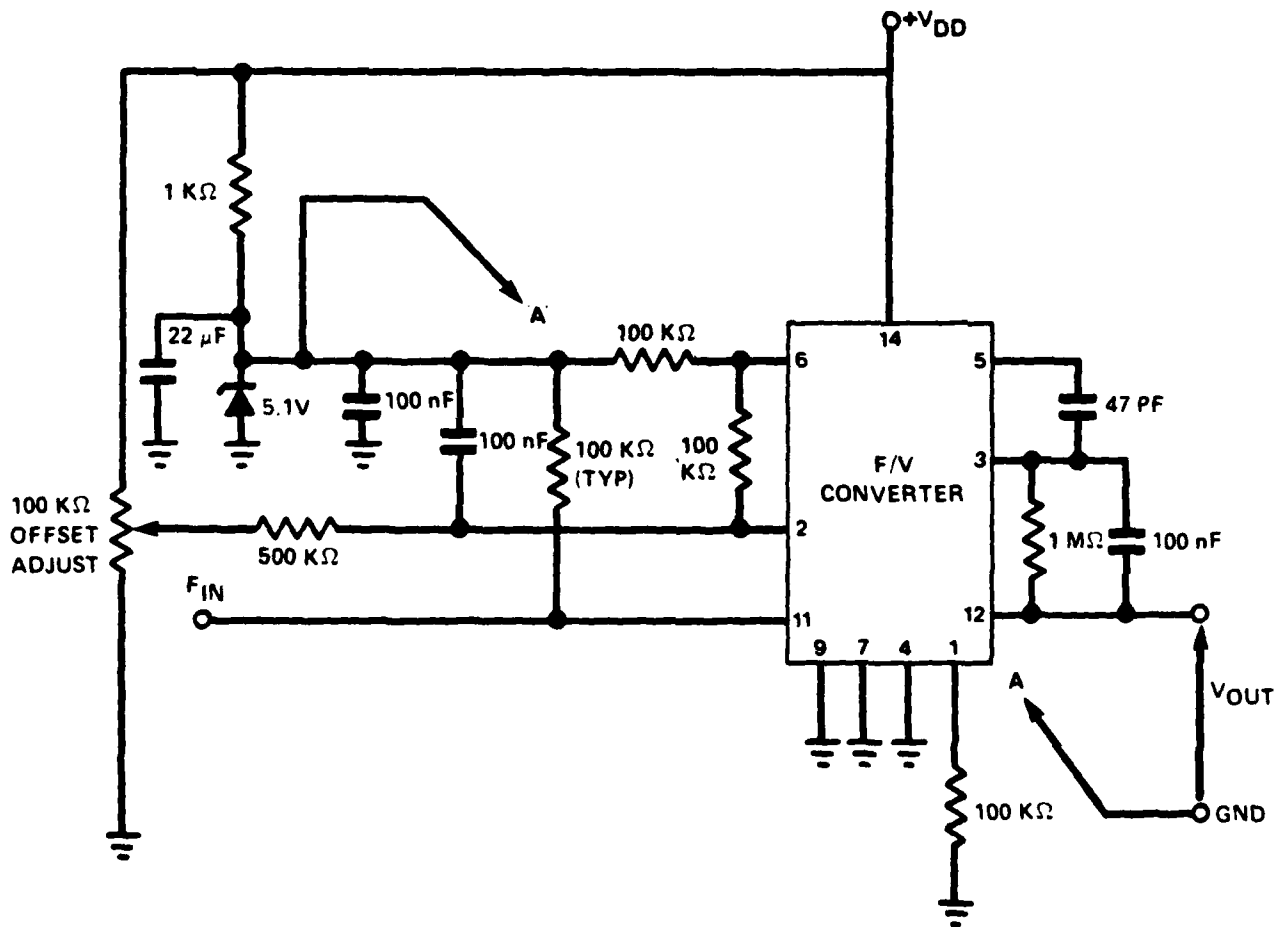 +VDD
1 KΩ
A
22 µF
5.1V
100 nF
100 nF
100 KΩ
100 KΩ
(TYP)
100
KΩ
6
14
5
47 PF
3
F/V
CONVERTER
100 KΩ
OFFSET
ADJUST
500 KΩ
2
1 MΩ
100 nF
FIN
11
12
9
7
4
1
A
VOUT
100 KΩ
GND